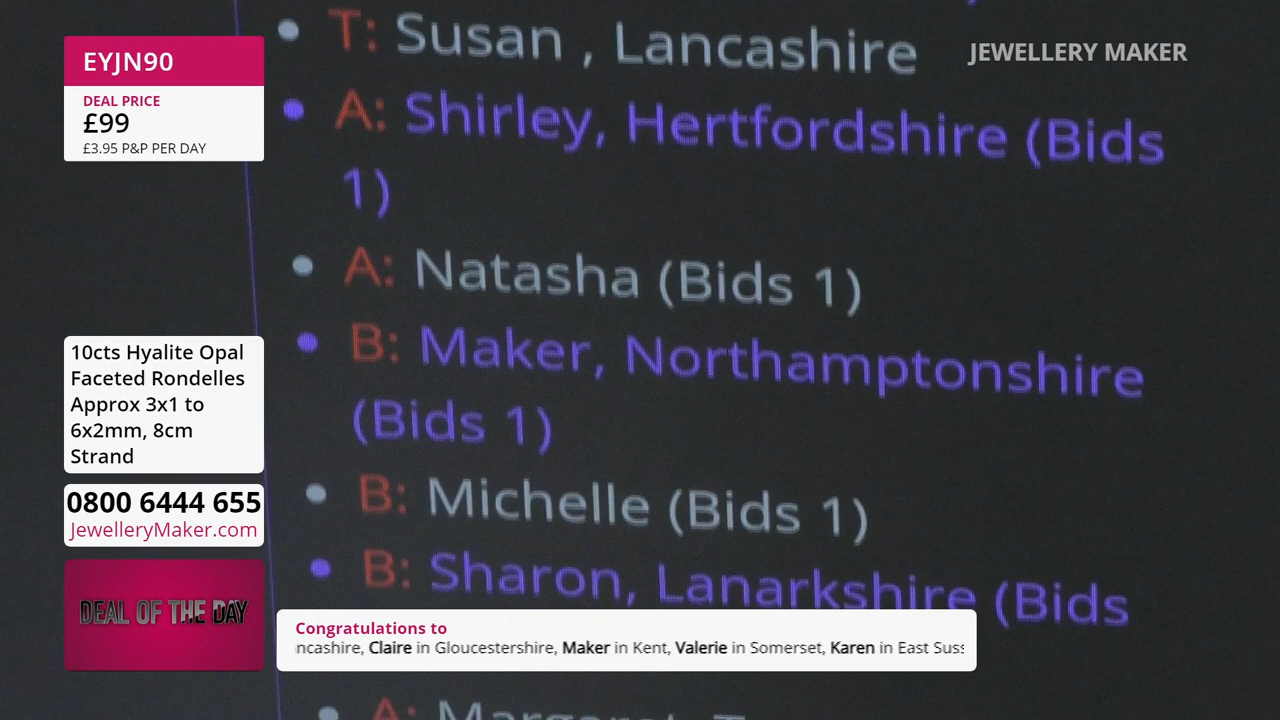 T: Susan , Lancashire
JEWELLERY MAKER
EYJN90
DEAL PRICE
£99
£3.95 P&P PER DAY
A: Shirley, Hertfordshire (Bids
1)
A: Natasha (Bids 1)
B: Maker, Northamptonshire
(Bids 1)
B: Michelle (Bids 1)
B: Sharon, Lanarkshire (Bids
10cts Hyalite Opal
Faceted Rondelles
Approx 3x1 to
6x2mm, 8cm
Strand
0800 6444 655
JewelleryMaker.com
DEAL OF THE DAY
Congratulations to
ncashire, Claire in Gloucestershire, Maker in Kent, Valerie in Somerset, Karen in East Suss
A: